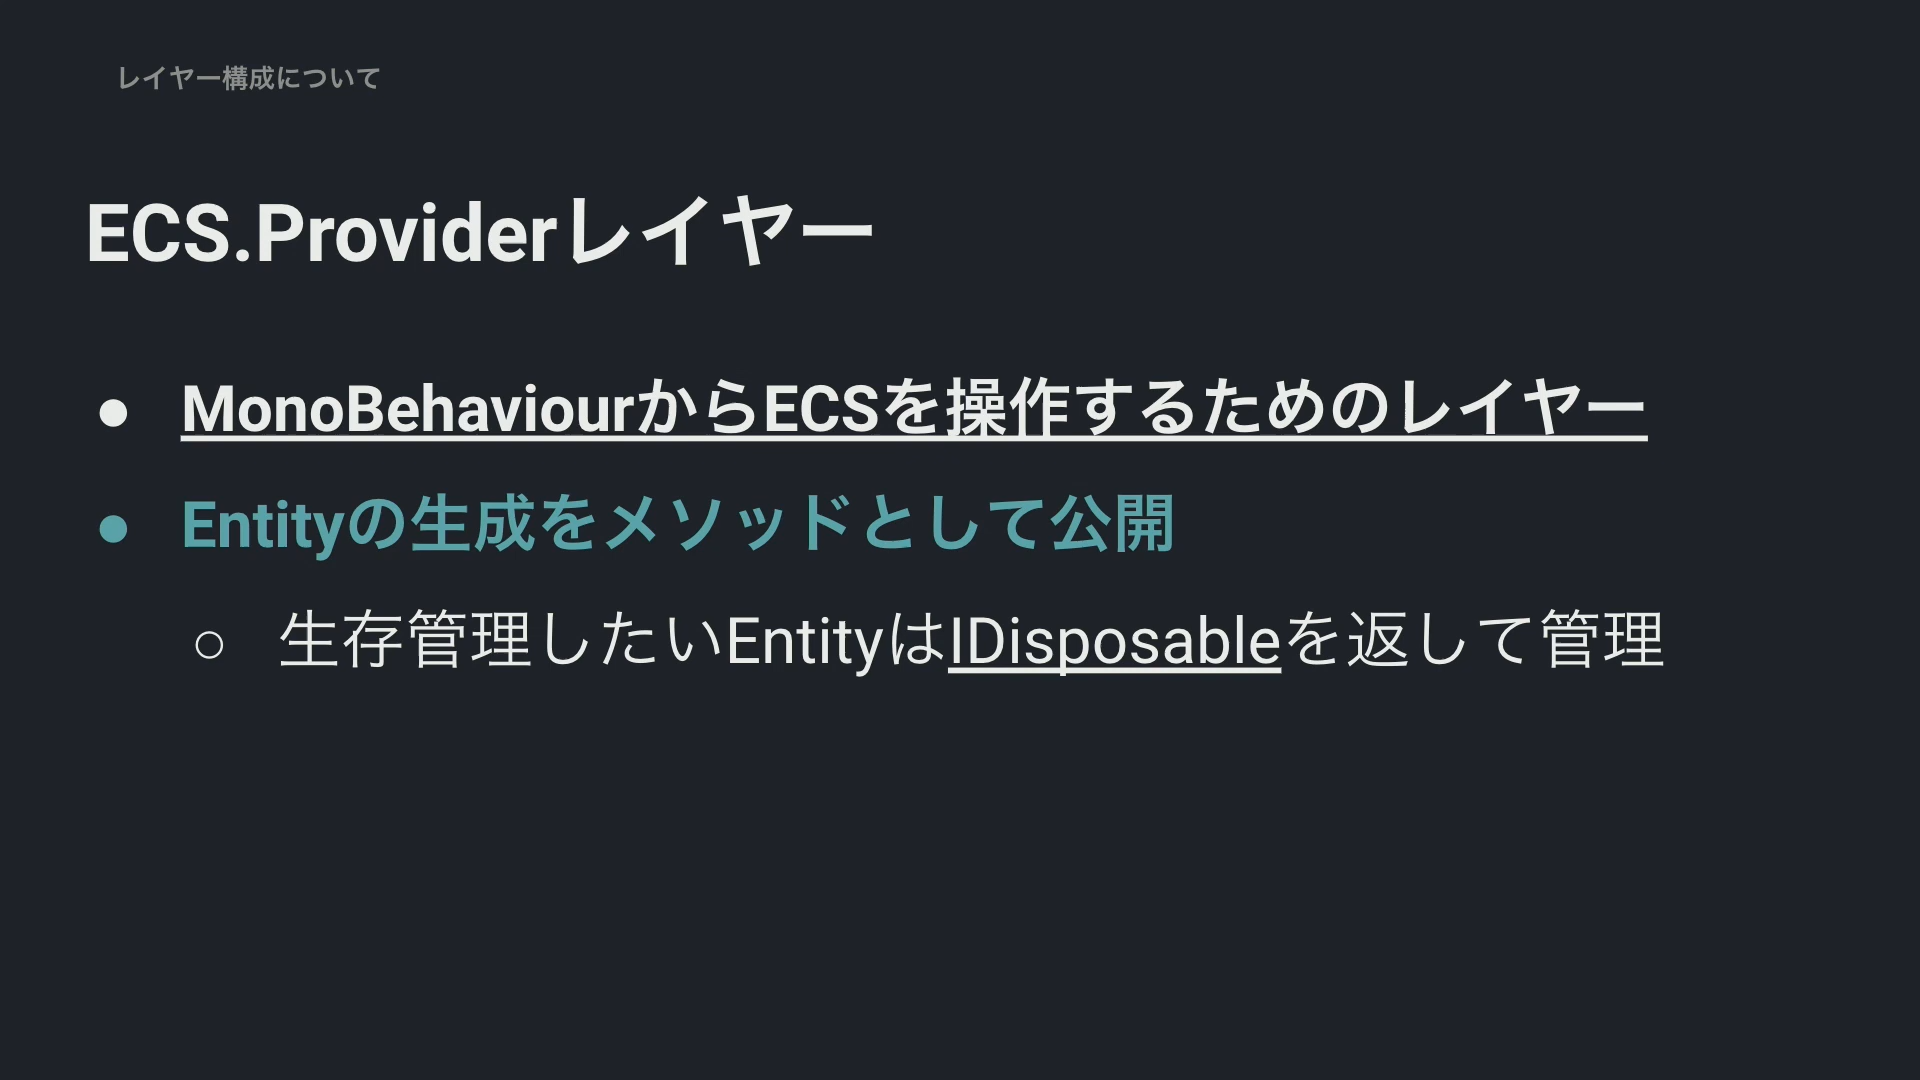 レイヤー構成について
ECS.Providerレイヤー
● MonoBehaviourからECSを操作するためのレイヤー
● Entityの生成をメソッドとして公開
○ 生存管理したいEntityはIDisposableを返して管理